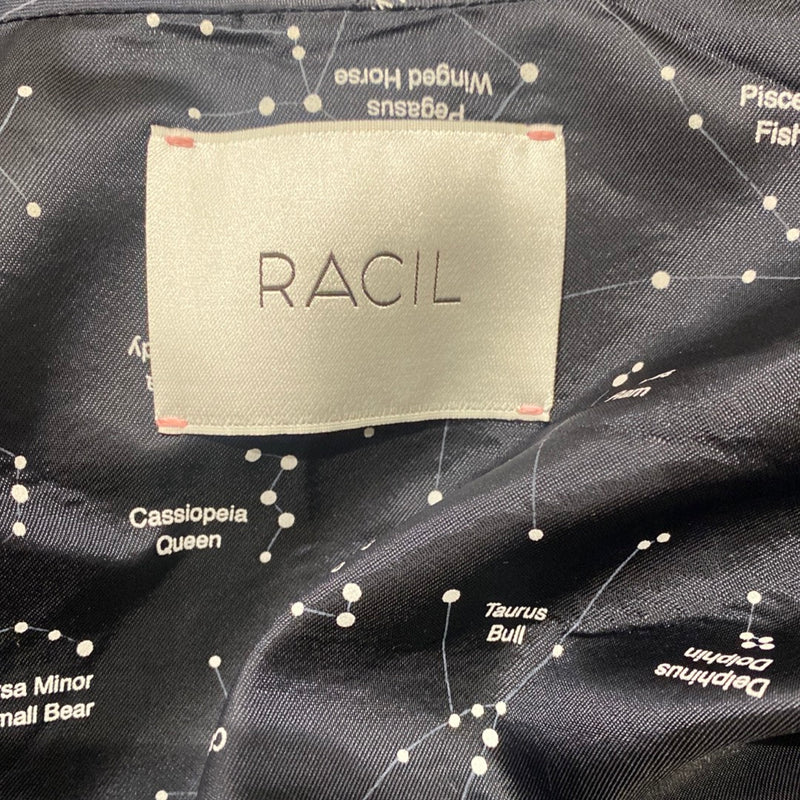 Pegasus
Winged Horse
Pisce
Fish
RACIL
Cassiopeia
Queen
Taurus
Bull
Delphinus
Dolphin
rsa Minor
mall Bear